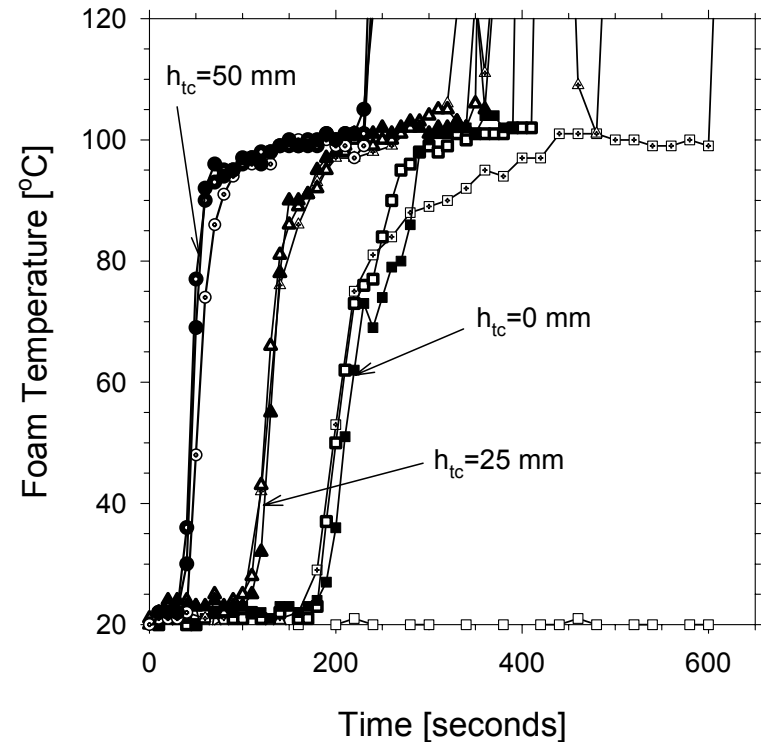 120
100
80
60
40
20
0
200
400
600
Foam Temperature [°C]
Time [seconds]
h_tc=50 mm
h_tc=0 mm
h_tc=25 mm